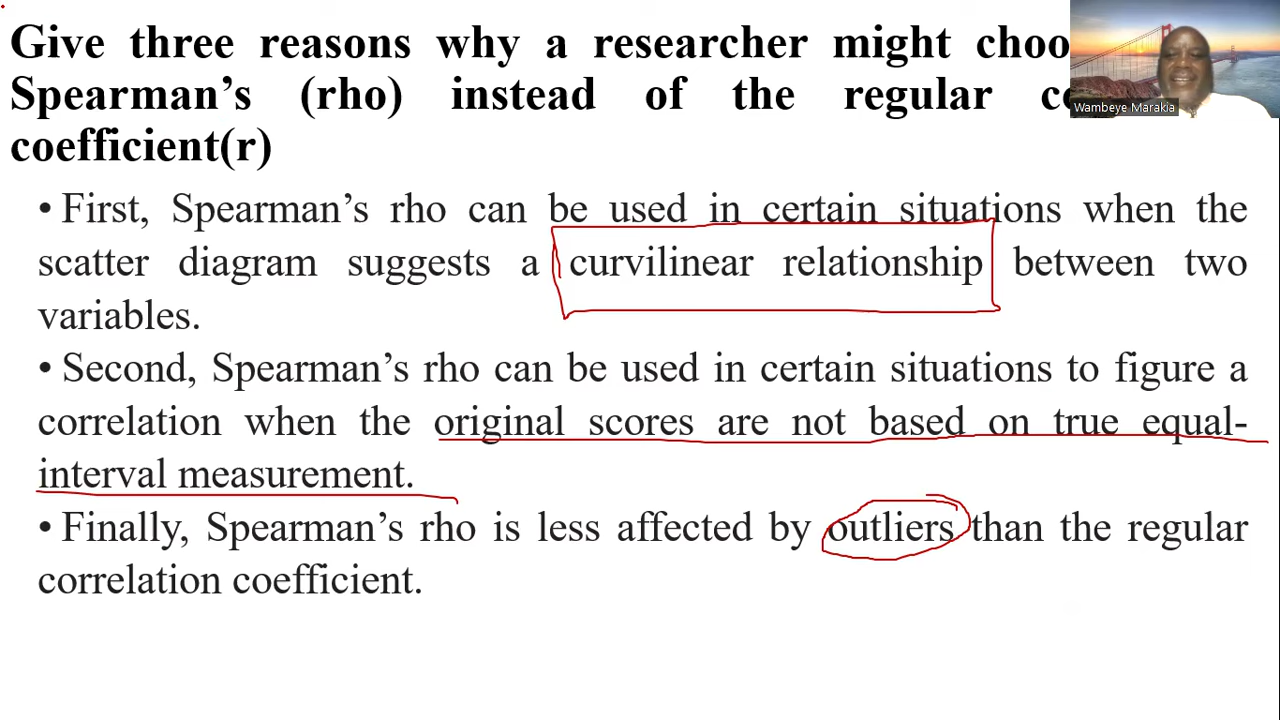 Give three reasons why a researcher might
Spearman's (rho) instead of the regular
coefficient(r)
Wambeye Marakia
• First, Spearman's rho can be used in certain situations when the
scatter diagram suggests a curvilinear relationship between two
variables.
• Second, Spearman's rho can be used in certain situations to figure a
correlation when the original scores are not based on true equal-
interval measurement.
• Finally, Spearman's rho is less affected by outliers than the regular
correlation coefficient.